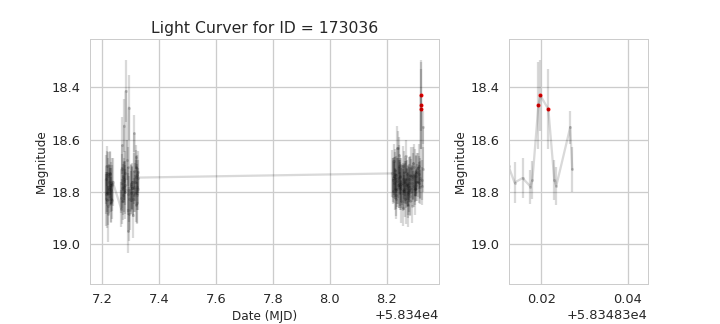 Light Curver for ID = 173036
Magnitude
18.4
18.6
18.8
19.0
7.2 7.4 7.6 7.8 8.0 8.2
Date (MJD)
+5.834e4
Magnitude
18.4
18.6
18.8
19.0
0.02 0.04
+5.83483e4